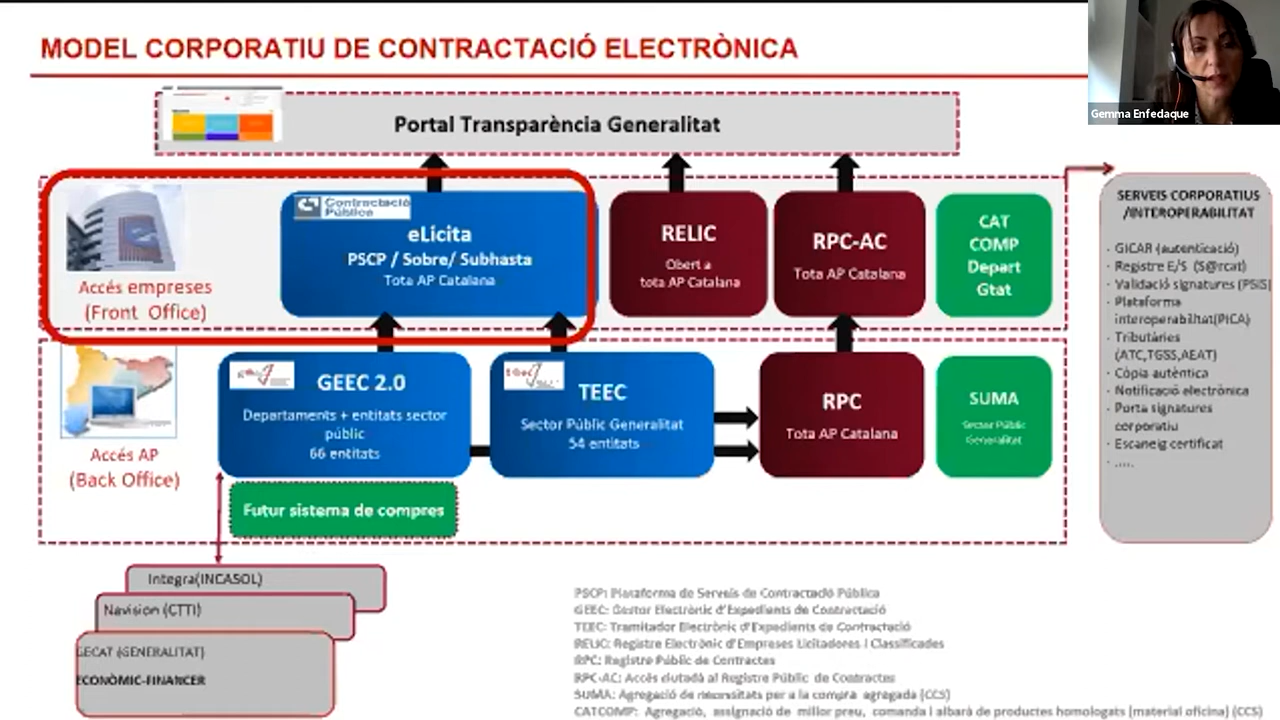 MODEL CORPORATIU DE CONTRACTACIÓ ELECTRÒNICA
Gemma Enfedaque
Portal Transparència Generalitat
Accés empreses
(Front Office)
Contractació
Pública
eLicita
PSCP / Sobre/ Subhasta
Tota AP Catalana
RELIC
Obert a
tota AP Catalana
RPC-AC
Tota AP Catalana
CAT
COMP
Depart
Gtat
SERVEIS CORPORATIUS
/INTEROPERABILITAT
- GICAR (autenticació)
- Registre E/S (S@rcat)
- Validació signatures (PSIS)
- Plataforma
interoperabilitat(PICA)
- Tributàries
(ATC,TGSS,AEAT)
- Còpia autèntica
- Notificació electrònica
- Porta signatures
corporatiu
- Escaneig certificat
- .....
Accés AP
(Back Office)
GEEC 2.0
Departaments + entitats sector
públic
66 entitats
TEEC
Sector Públic Generalitat
54 entitats
RPC
Tota AP Catalana
SUMA
Sector Públic
Generalitat
Futur sistema de compres
Integra(INCASOL)
Navision (CTTI)
GECAT (GENERALITAT)
ECONÒMIC-FINANCER
PSCP: Plataforma de Serveis de Contractació Pública
GEEC: Gestor Electrònic d'Expedients de Contractació
TEEC: Tramitador Electrònic d'Expedients de Contractació
RELIC: Registre Electrònic d'Empreses Licitadores i Classificades
RPC: Registre Públic de Contractes
RPC-AC: Accés ciutadà al Registre Públic de Contractes
SUMA: Agregació de necessitats per a la compra agregada (CCS)
CATCOMP: Agregació, assignació de millor preu, comanda i albarà de productes homologats (material oficina) (CCS)